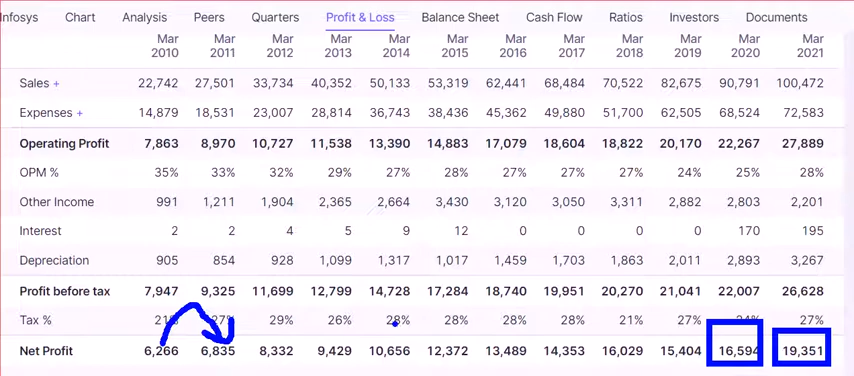 Infosys Chart Analysis Peers Quarters Profit & Loss Balance Sheet Cash Flow Ratios Investors Documents
Mar 2010 Mar 2011 Mar 2012 Mar 2013 Mar 2014 Mar 2015 Mar 2016 Mar 2017 Mar 2018 Mar 2019 Mar 2020 Mar 2021
Sales + 22,742 27,501 33,734 40,352 50,133 53,319 62,441 68,484 70,522 82,675 90,791 100,472
Expenses + 14,879 18,531 23,007 28,814 36,743 38,436 45,362 49,880 51,700 62,505 68,524 72,583
Operating Profit 7,863 8,970 10,727 11,538 13,390 14,883 17,079 18,604 18,822 20,170 22,267 27,889
OPM % 35% 33% 32% 29% 27% 28% 27% 27% 27% 24% 25% 28%
Other Income 991 1,211 1,904 2,365 2,664 3,430 3,120 3,050 3,311 2,882 2,803 2,201
Interest 2 2 4 5 9 12 0 0 0 0 170 195
Depreciation 905 854 928 1,099 1,317 1,017 1,459 1,703 1,863 2,011 2,893 3,267
Profit before tax 7,947 9,325 11,699 12,799 14,728 17,284 18,740 19,951 20,270 21,041 22,007 26,628
Tax % 21% 27% 29% 26% 28% 28% 28% 28% 21% 27% 24% 27%
Net Profit 6,266 6,835 8,332 9,429 10,656 12,372 13,489 14,353 16,029 15,404 16,594 19,351